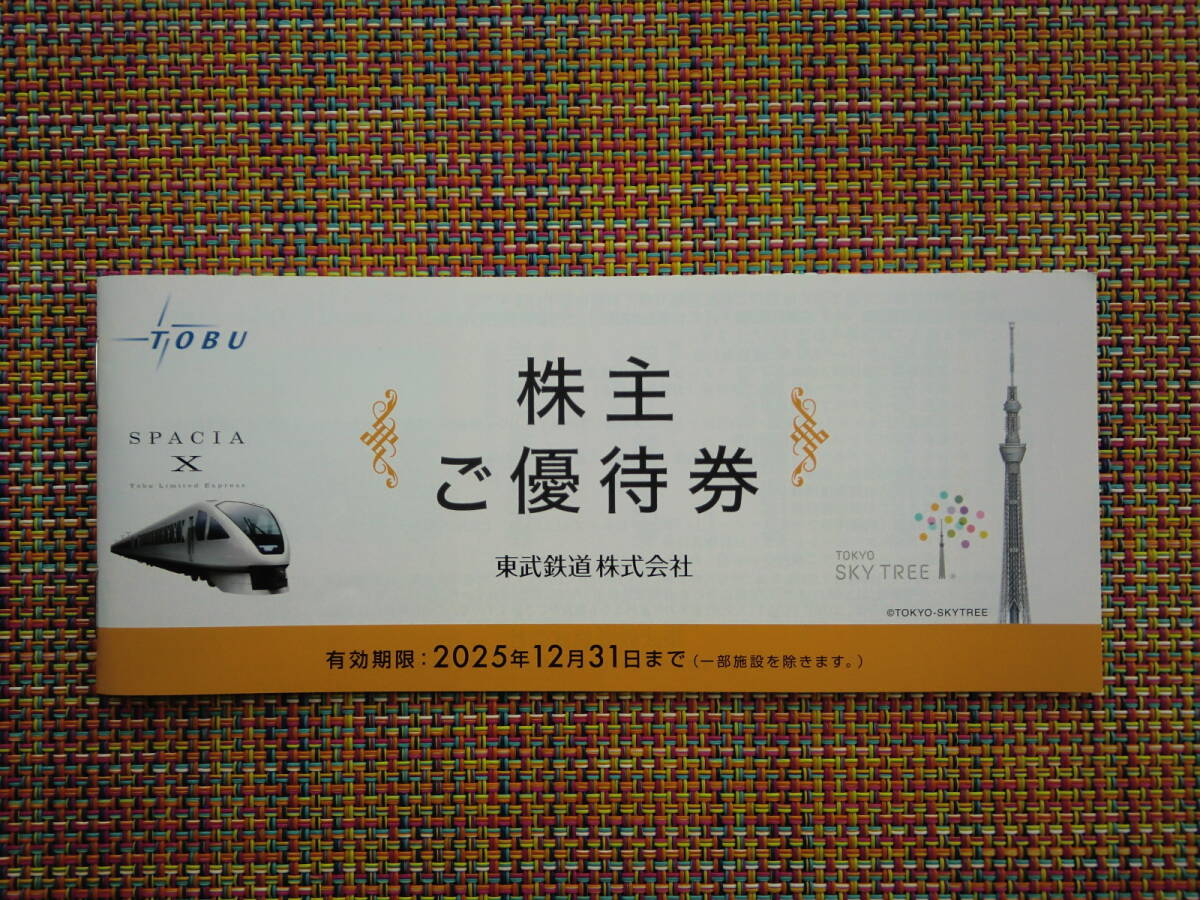 TOBU
SPACIA
X
Tobu Limited Express
株主
ご優待券
東武鉄道株式会社
TOKYO
SKYTREE®
©TOKYO-SKYTREE
有効期限：2025年12月31日まで（一部施設を除きます。）